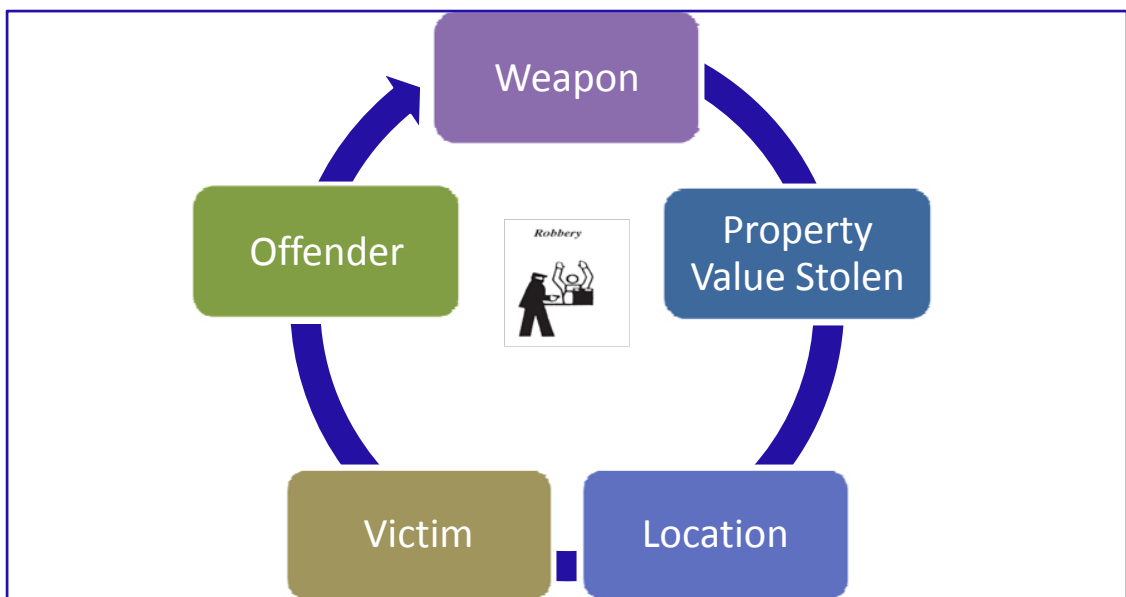 Weapon
Property
Value Stolen
Location
Victim
Offender
Robbery